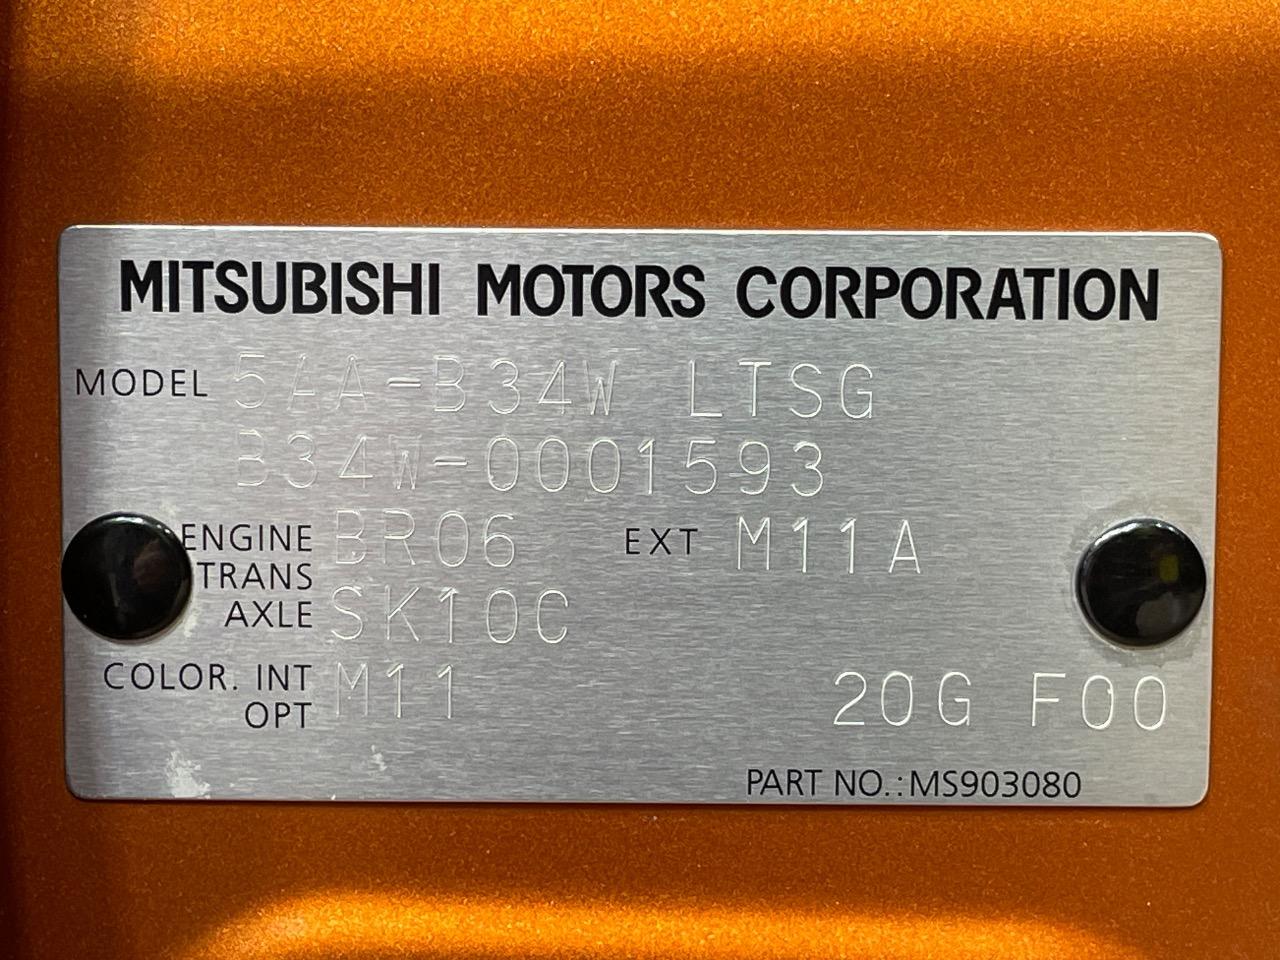 MITSUBISHI MOTORS CORPORATION
MODEL 5AA-B34W LTSG
B34W-0001593
ENGINE BR06 EXT M11A
TRANS
AXLE SK10C
COLOR. INT M11
OPT 20G F00
PART NO.:MS903080